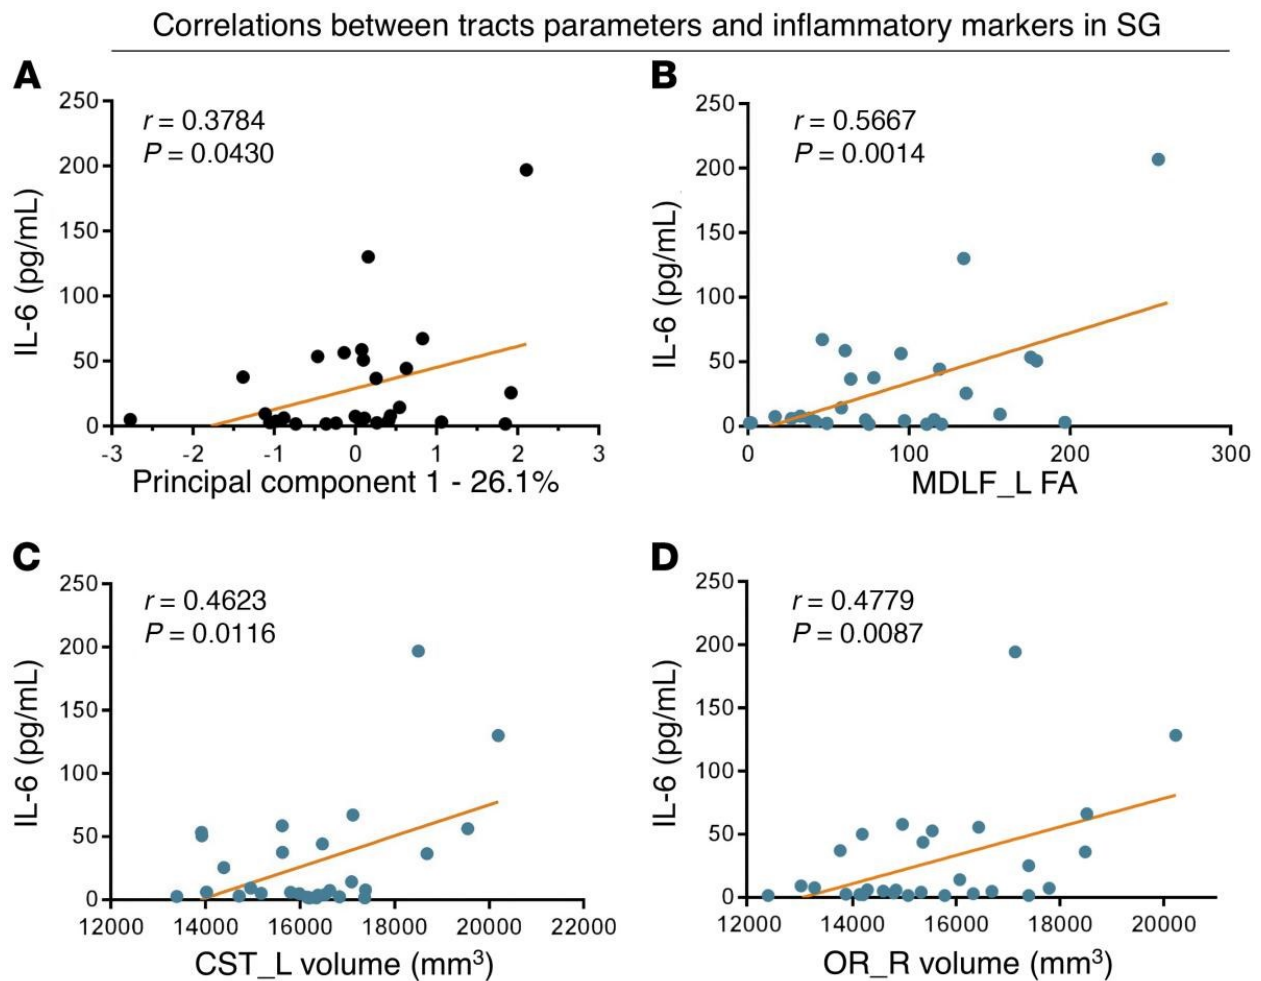 Correlations between tracts parameters and inflammatory markers in SG
A
r = 0.3784
P = 0.0430
IL-6 (pg/mL)
250
200
150
100
50
0
-3 -2 -1 0 1 2 3
Principal component 1 - 26.1%
B
r = 0.5667
P = 0.0014
IL-6 (pg/mL)
250
200
150
100
50
0
0 100 200 300
MDLF_L FA
C
r = 0.4623
P = 0.0116
IL-6 (pg/mL)
250
200
150
100
50
0
12000 14000 16000 18000 20000 22000
CST_L volume (mm³)
D
r = 0.4779
P = 0.0087
IL-6 (pg/mL)
250
200
150
100
50
0
12000 14000 16000 18000 20000
OR_R volume (mm³)